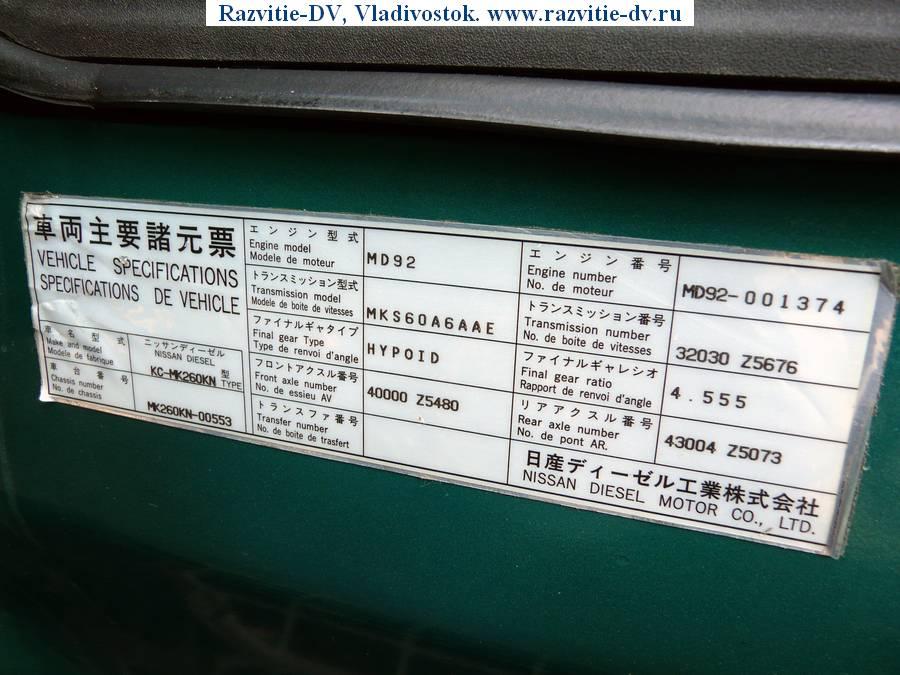 Razvitie-DV, Vladivostok. www.razvitie-dv.ru
車両主要諸元票
VEHICLE SPECIFICATIONS
SPECIFICATIONS DE VEHICLE
車名型式
Make and model
Modele de fabrique
ニッサンディーゼル
NISSAN DIESEL
KC-MK260KN 型 TYPE
車台番号
Chassis number
No. de chassis
MK260KN-00553
エンジン型式
Engine model
Modele de moteur
MD92
トランスミッション型式
Transmission model
Modele de boite de vitesses
MKS60A6AAE
ファイナルギヤタイプ
Final gear Type
Type de renvoi d'angle
HYPOID
フロントアクスル番号
Front axle number
No. de essieu AV
40000 Z5480
トランスファ番号
Transfer number
No. de boite de trasfert
エンジン番号
Engine number
No. de moteur
MD92-001374
トランスミッション番号
Transmission number
No. de boite de vitesses
32030 Z5676
ファイナルギャレシオ
Final gear ratio
Rapport de renvoi d'angle
4.555
リアアクスル番号
Rear axle number
No. de pont AR.
43004 Z5073
日産ディーゼル工業株式会社
NISSAN DIESEL MOTOR CO., LTD.